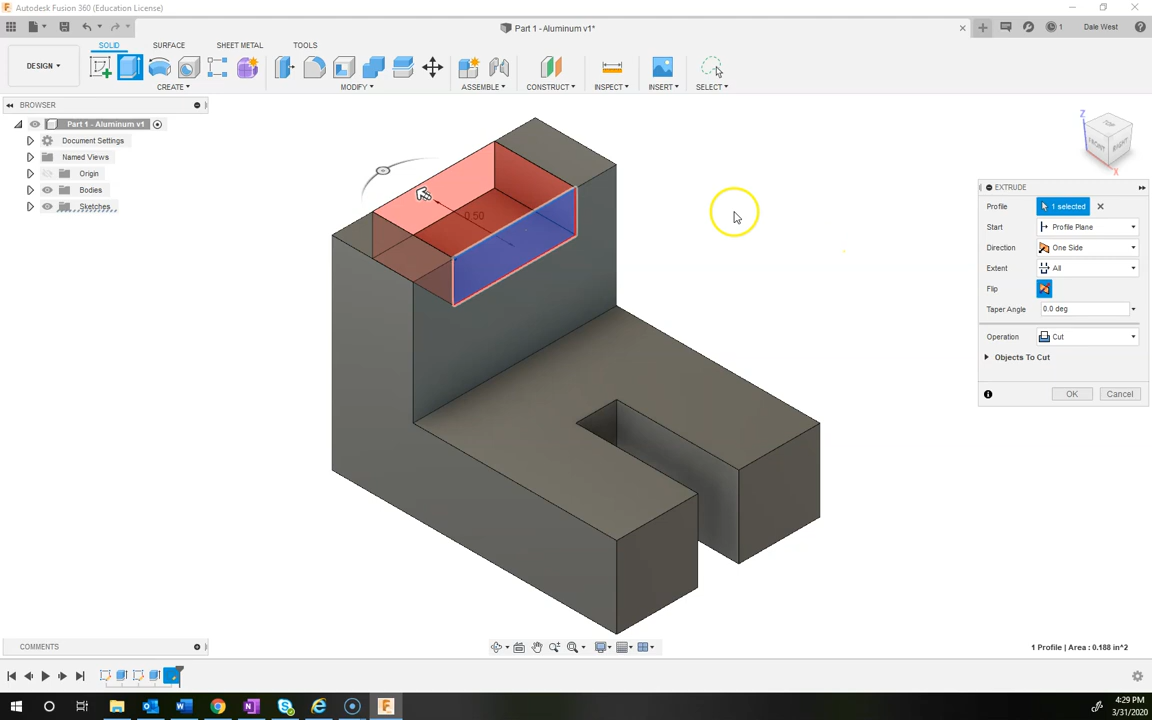 Autodesk Fusion 360 (Education License)
Part 1 - Aluminum v1*
Dale West
DESIGN
SOLID SURFACE SHEET METAL TOOLS
CREATE MODIFY ASSEMBLE CONSTRUCT INSPECT INSERT SELECT
BROWSER
Part 1 - Aluminum v1
Document Settings
Named Views
Origin
Bodies
Sketches
0.50
Z
TOP
FRONT
RIGHT
X
EXTRUDE
Profile 1 selected
Start Profile Plane
Direction One Side
Extent All
Flip
Taper Angle 0.0 deg
Operation Cut
Objects To Cut
OK Cancel
COMMENTS
1 Profile | Area : 0.188 in^2
4:29 PM
3/31/2020